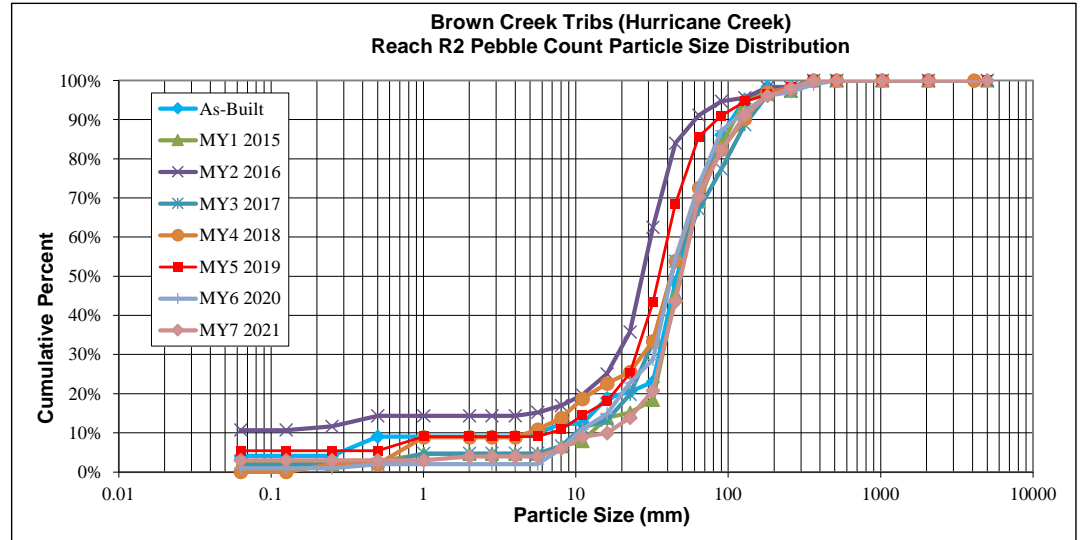 Brown Creek Tribs (Hurricane Creek)
Reach R2 Pebble Count Particle Size Distribution
Cumulative Percent
100%
90%
80%
70%
60%
50%
40%
30%
20%
10%
0%
As-Built
MY1 2015
MY2 2016
MY3 2017
MY4 2018
MY5 2019
MY6 2020
MY7 2021
0.01
0.1
1
10
100
1000
10000
Particle Size (mm)